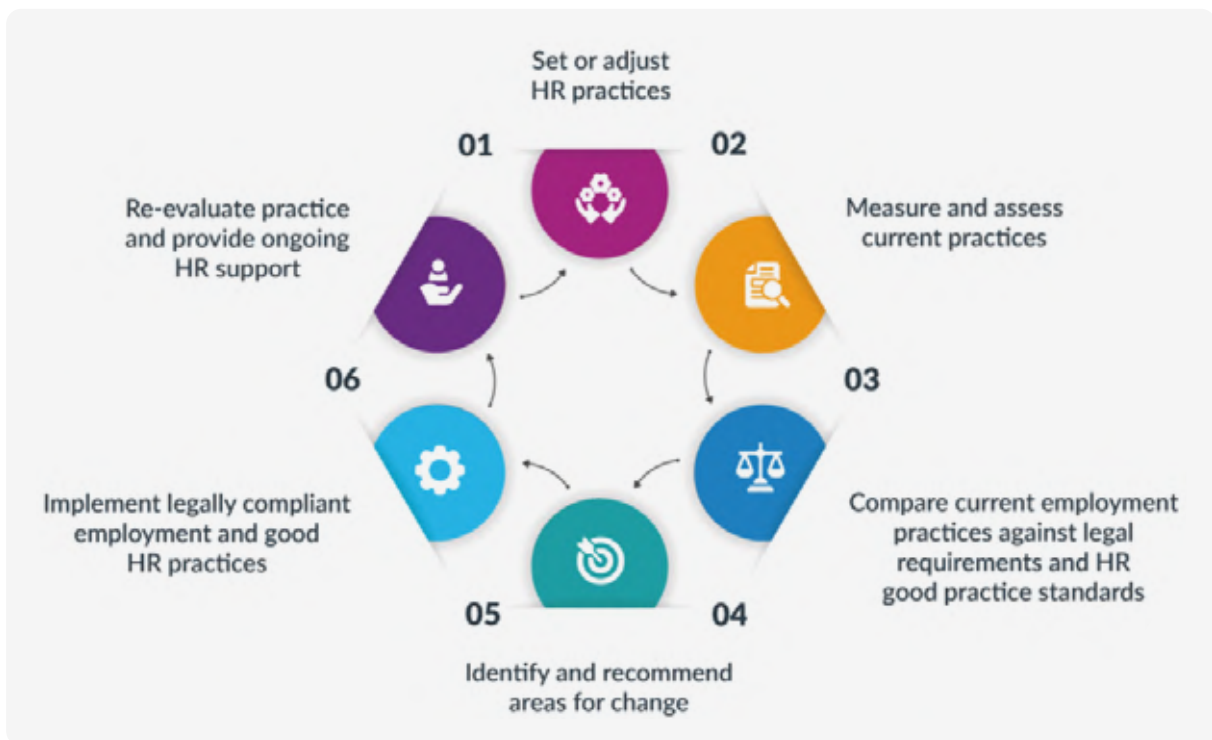 Set or adjust
HR practices
01
02
Re-evaluate practice
and provide ongoing
HR support
Measure and assess
current practices
06
03
Implement legally compliant
employment and good
HR practices
Compare current employment
practices against legal
requirements and HR
good practice standards
05
04
Identify and recommend
areas for change